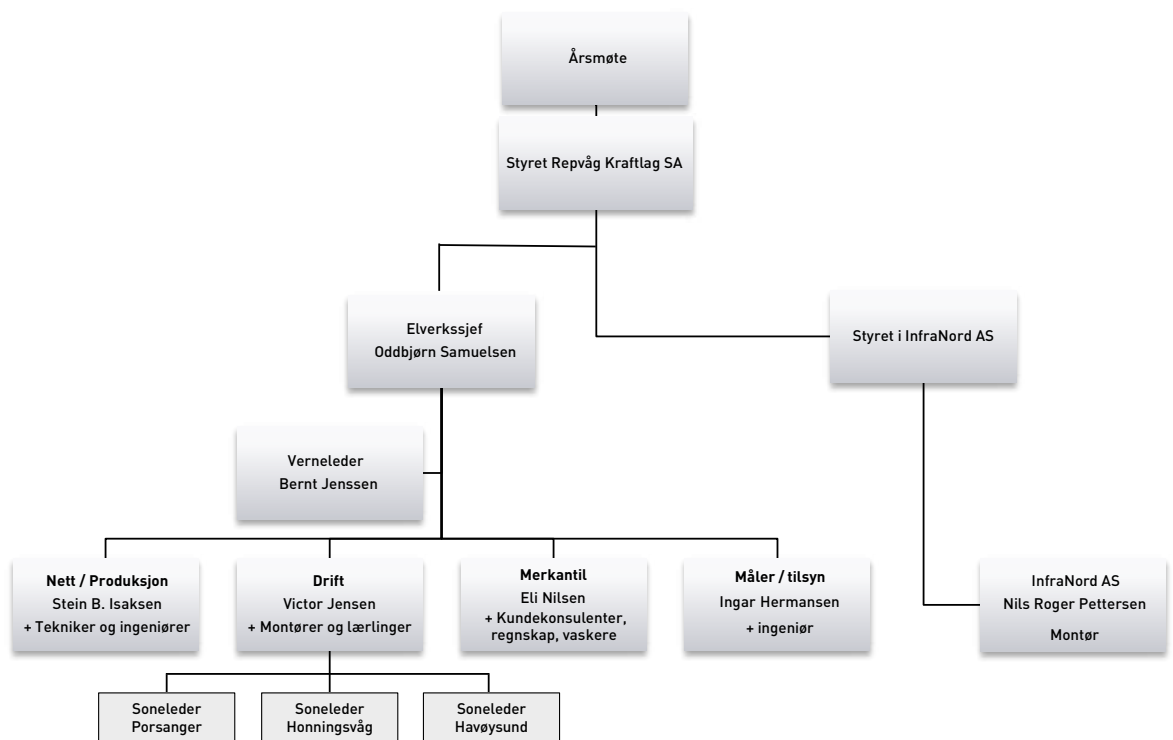 Årsmøte
Styret Repvåg Kraftlag SA
Elverkssjef
Oddbjørn Samuelsen
Styret i InfraNord AS
Verneleder
Bernt Jenssen
Nett / Produksjon
Stein B. Isaksen
+ Tekniker og ingeniører
Drift
Victor Jensen
+ Montører og lærlinger
Merkantil
Eli Nilsen
+ Kundekonsulenter,
regnskap, vaskere
Måler / tilsyn
Ingar Hermansen
+ ingeniør
InfraNord AS
Nils Roger Pettersen
Montør
Soneleder
Porsanger
Soneleder
Honningsvåg
Soneleder
Havøysund